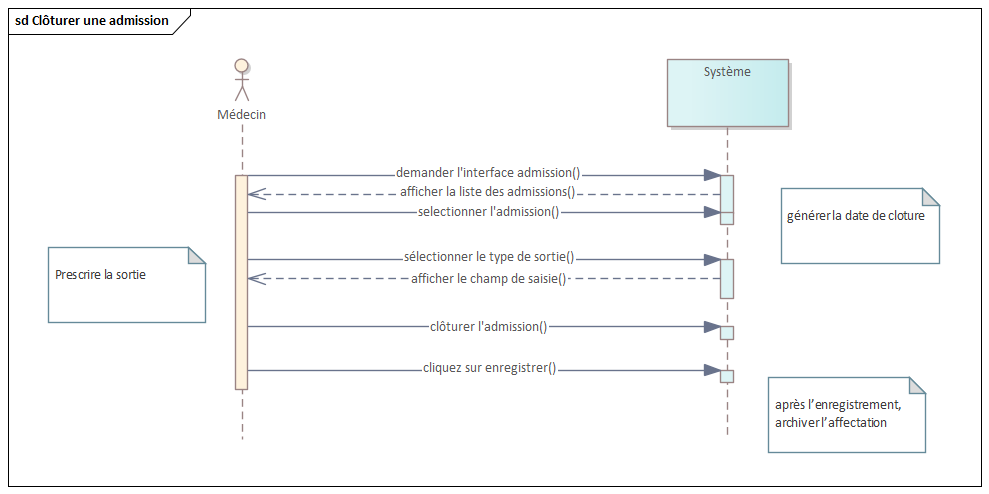 sd Clôturer une admission
Système
Médecin
demander l'interface admission()
afficher la liste des admissions()
selectionner l'admission()
générer la date de cloture
sélectionner le type de sortie()
Prescrire la sortie
afficher le champ de saisie()
clôturer l'admission()
cliquez sur enregistrer()
après l'enregistrement,
archiver l'affectation